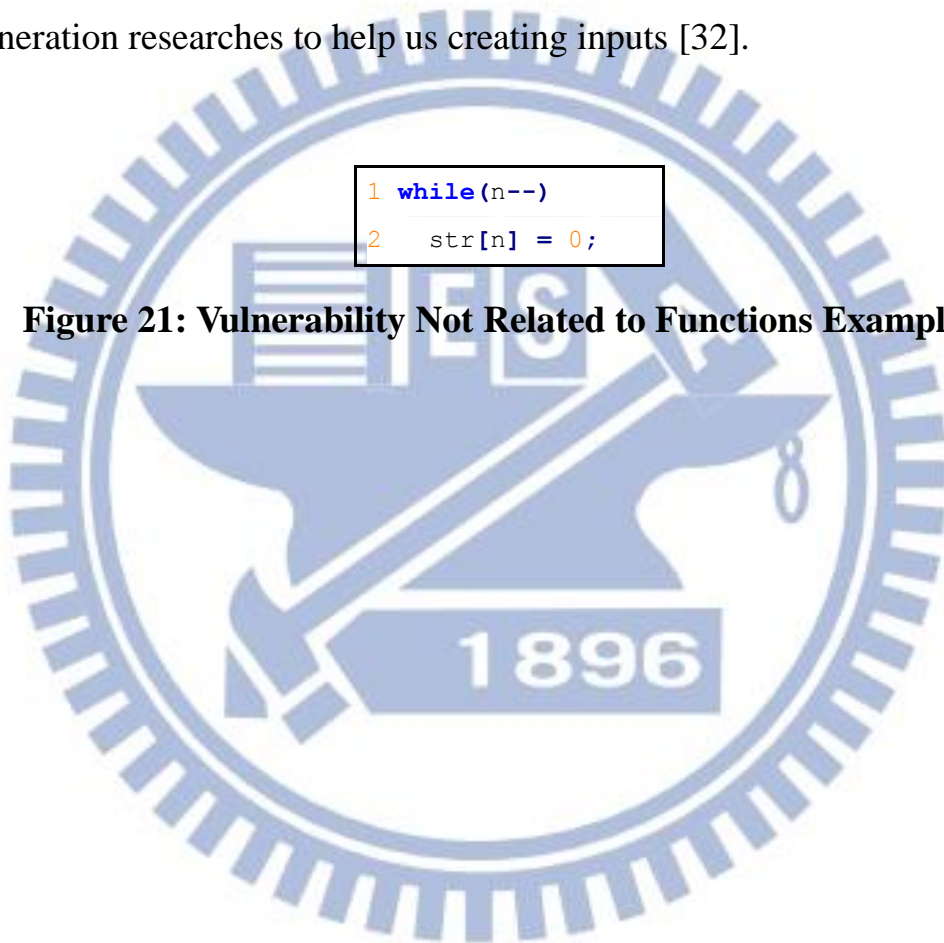 neration researches to help us creating inputs [32].
1 while(n--)
2 str[n] = 0;
Figure 21: Vulnerability Not Related to Functions Exampl
E S A
1896